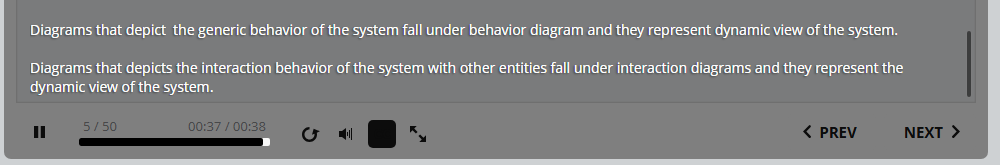 Diagrams that depict  the generic behavior of the system fall under behavior diagram and they represent dynamic view of the system.
Diagrams that depicts the interaction behavior of the system with other entities fall under interaction diagrams and they represent the
dynamic view of the system.
5 / 50 00:37 / 00:38 PREV NEXT